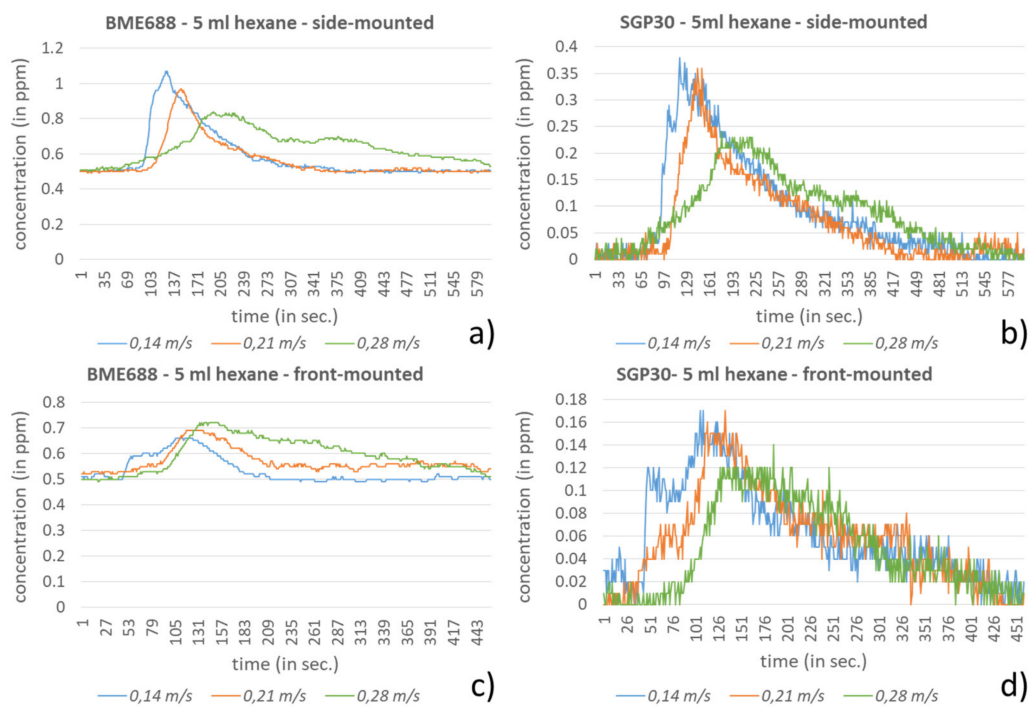 BME688 - 5 ml hexane - side-mounted
concentration (in ppm)
1.2
1
0.8
0.6
0.4
0.2
0
1 35 69 103 137 171 205 239 273 307 341 375 409 443 477 511 545 579
time (in sec.)
0,14 m/s 0,21 m/s 0,28 m/s
a)
SGP30 - 5ml hexane - side-mounted
concentration (in ppm)
0.4
0.35
0.3
0.25
0.2
0.15
0.1
0.05
0
1 33 65 97 129 161 193 225 257 289 321 353 385 417 449 481 513 545 577
time (in sec.)
0,14 m/s 0,21 m/s 0,28 m/s
b)
BME688 - 5 ml hexane - front-mounted
concentration (in ppm)
0.8
0.7
0.6
0.5
0.4
0.3
0.2
0.1
0
1 27 53 79 105 131 157 183 209 235 261 287 313 339 365 391 417 443
time (in sec.)
0,14 m/s 0,21 m/s 0,28 m/s
c)
SGP30- 5 ml hexane - front-mounted
concentration (in ppm)
0.18
0.16
0.14
0.12
0.1
0.08
0.06
0.04
0.02
0
1 26 51 76 101 126 151 176 201 226 251 276 301 326 351 376 401 426 451
time (in sec.)
0,14 m/s 0,21 m/s 0,28 m/s
d)